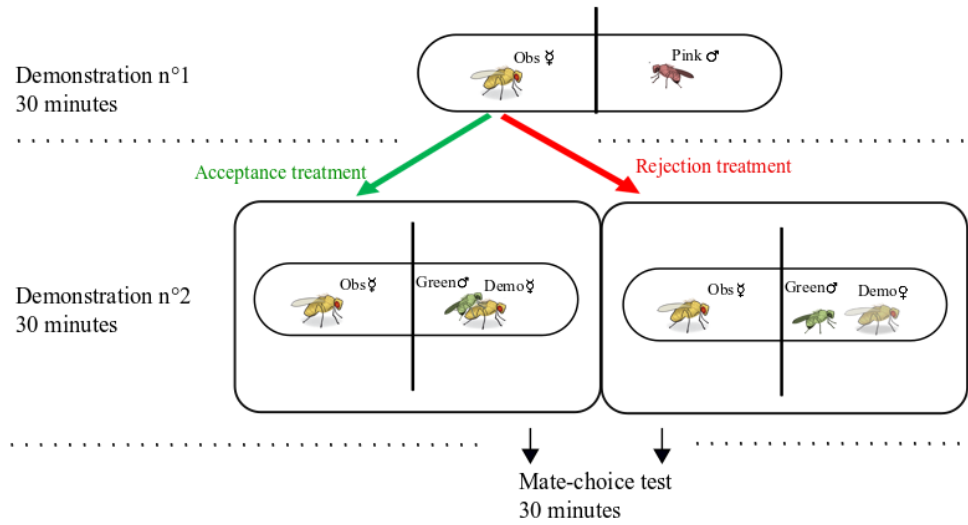 Demonstration n°1
30 minutes
Obs ☿
Pink ♂
Acceptance treatment
Rejection treatment
Demonstration n°2
30 minutes
Obs☿
Green♂
Demo☿
Obs☿
Green♂
Demo♀
Mate-choice test
30 minutes